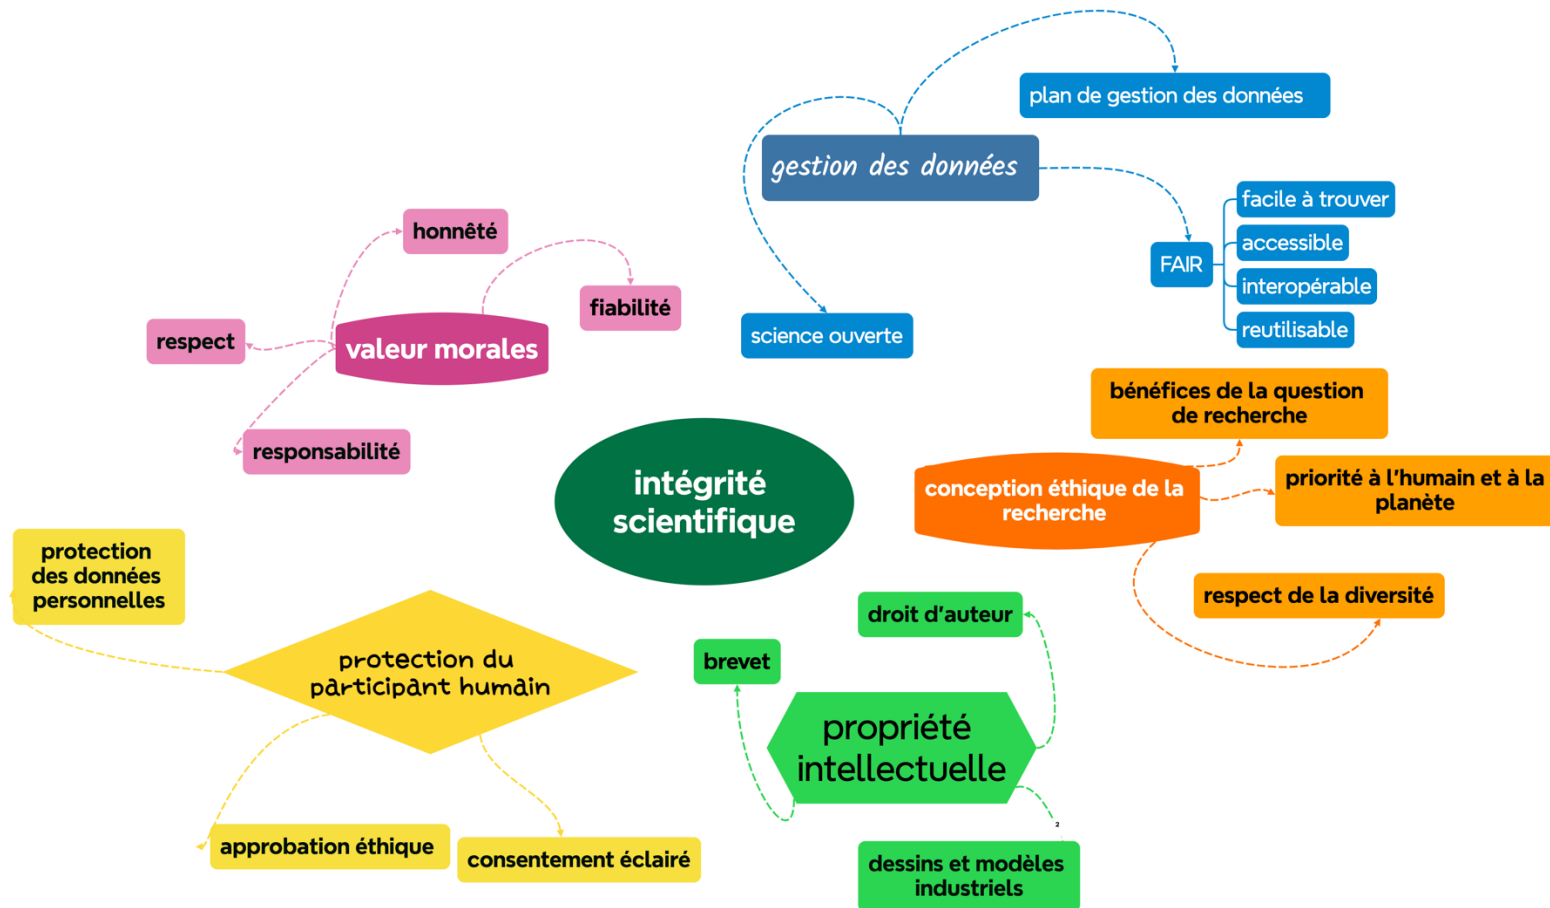 plan de gestion des données
gestion des données
facile à trouver
accessible
FAIR
interopérable
reutilisable
science ouverte
honnêté
fiabilité
respect
valeur morales
responsabilité
bénéfices de la question
de recherche
conception éthique de la
recherche
priorité à l'humain et à la
planète
respect de la diversité
intégrité
scientifique
protection
des données
personnelles
protection du
participant humain
approbation éthique
consentement éclairé
droit d'auteur
brevet
propriété
intellectuelle
2
dessins et modèles
industriels